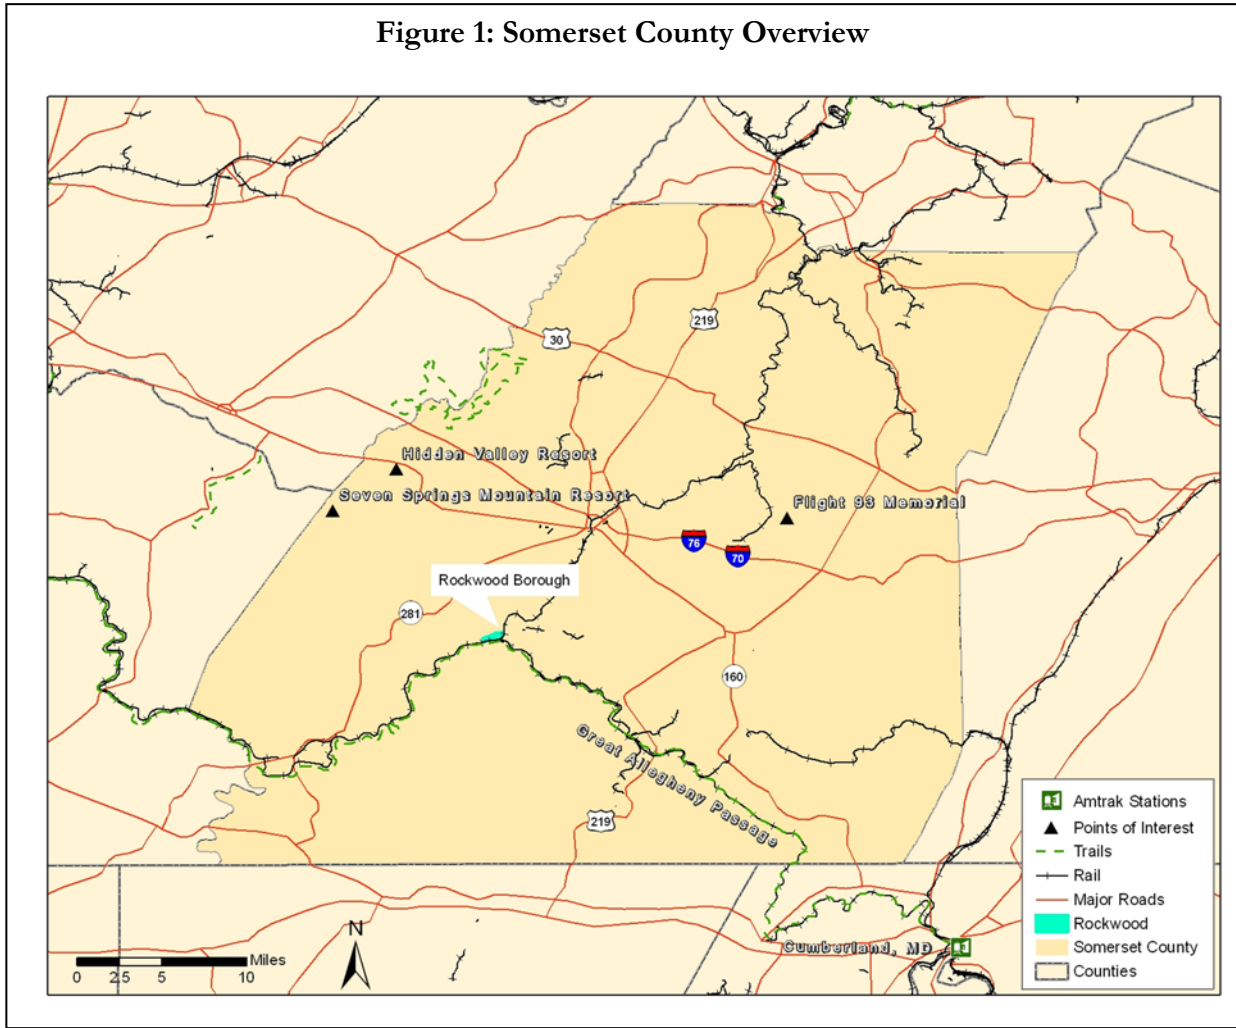 Figure 1: Somerset County Overview
219
30
Hidden Valley Resort
Seven Springs Mountain Resort
Flight 93 Memorial
76
70
Rockwood Borough
281
160
Great Allegheny Passage
219
Amtrak Stations
Points of Interest
Trails
Rail
Major Roads
Rockwood
Somerset County
Counties
N
Miles
0 2.5 5 10
Cumberland, MD